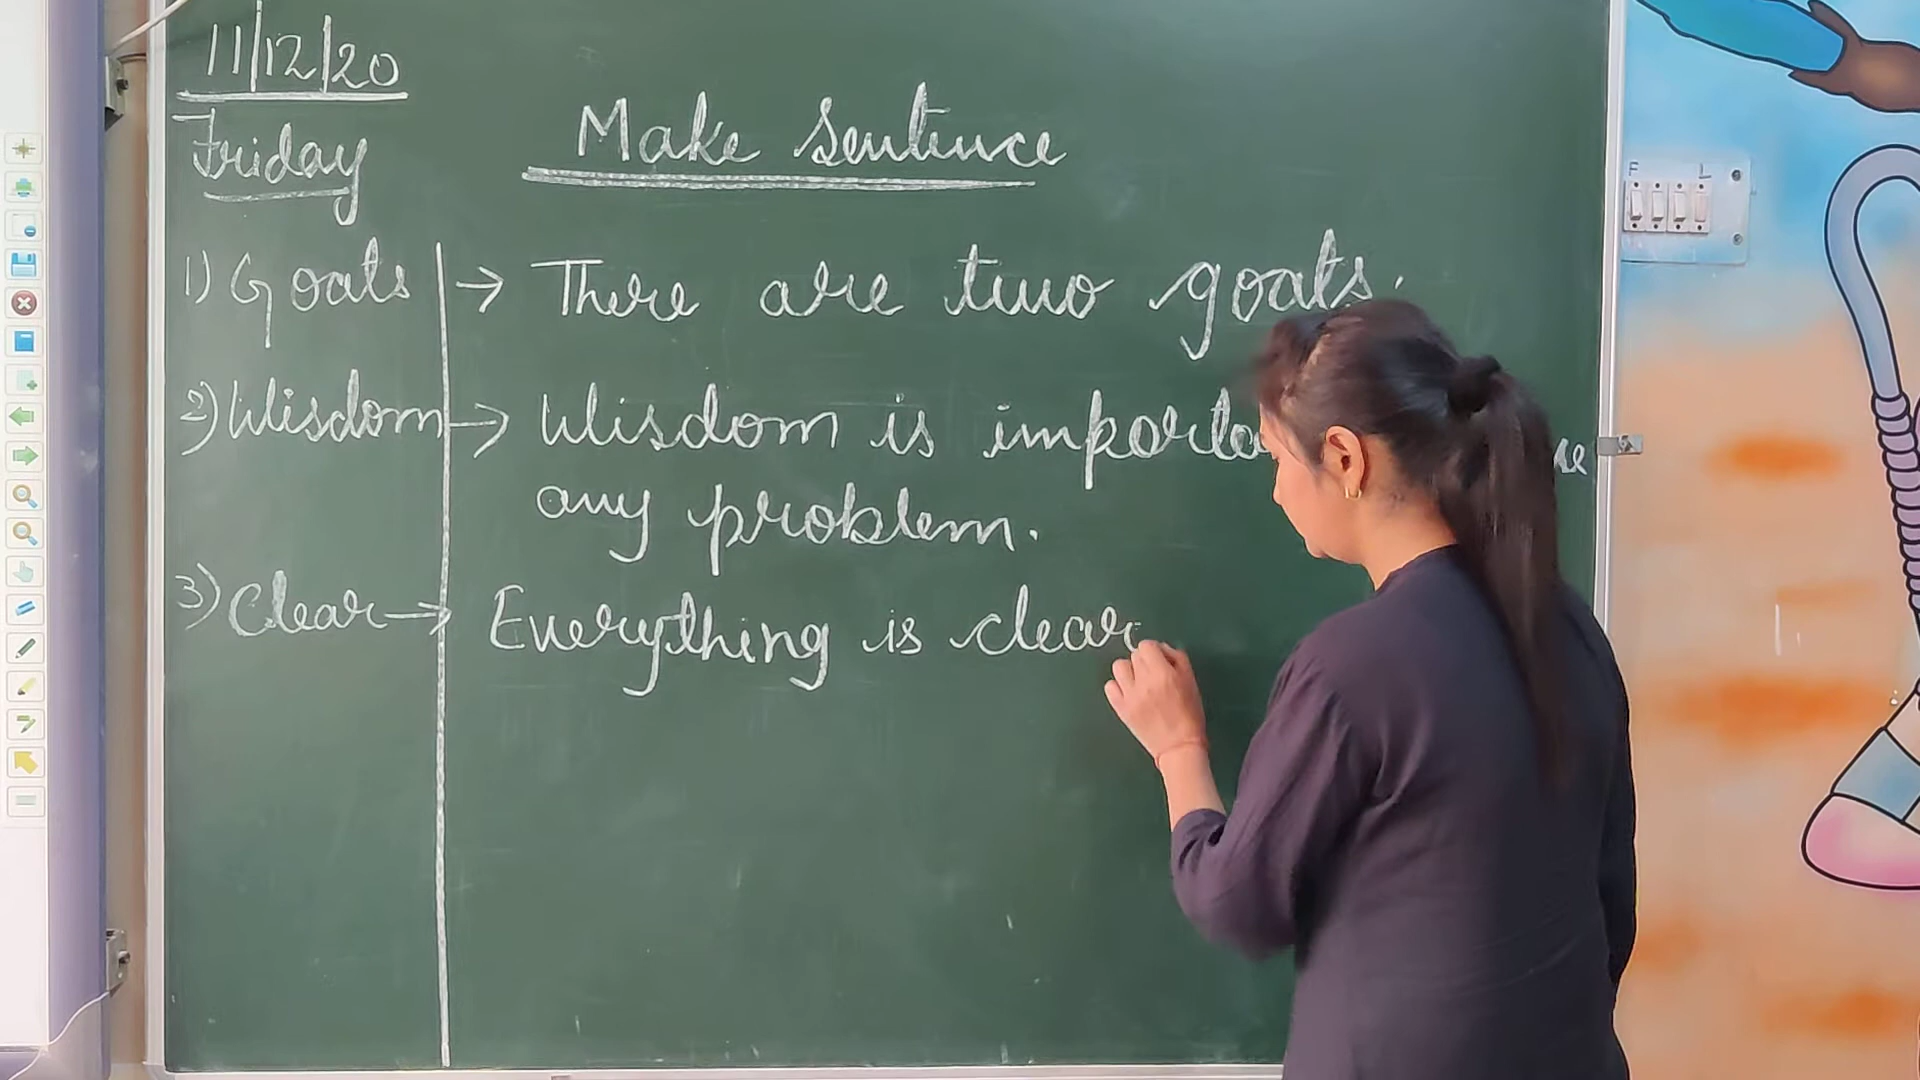 11/12/20
Friday
Make Sentence
1) Goats → There are two goats.
2) Wisdom → Wisdom is
any problem.
3) Clear → Everything is clear
F L